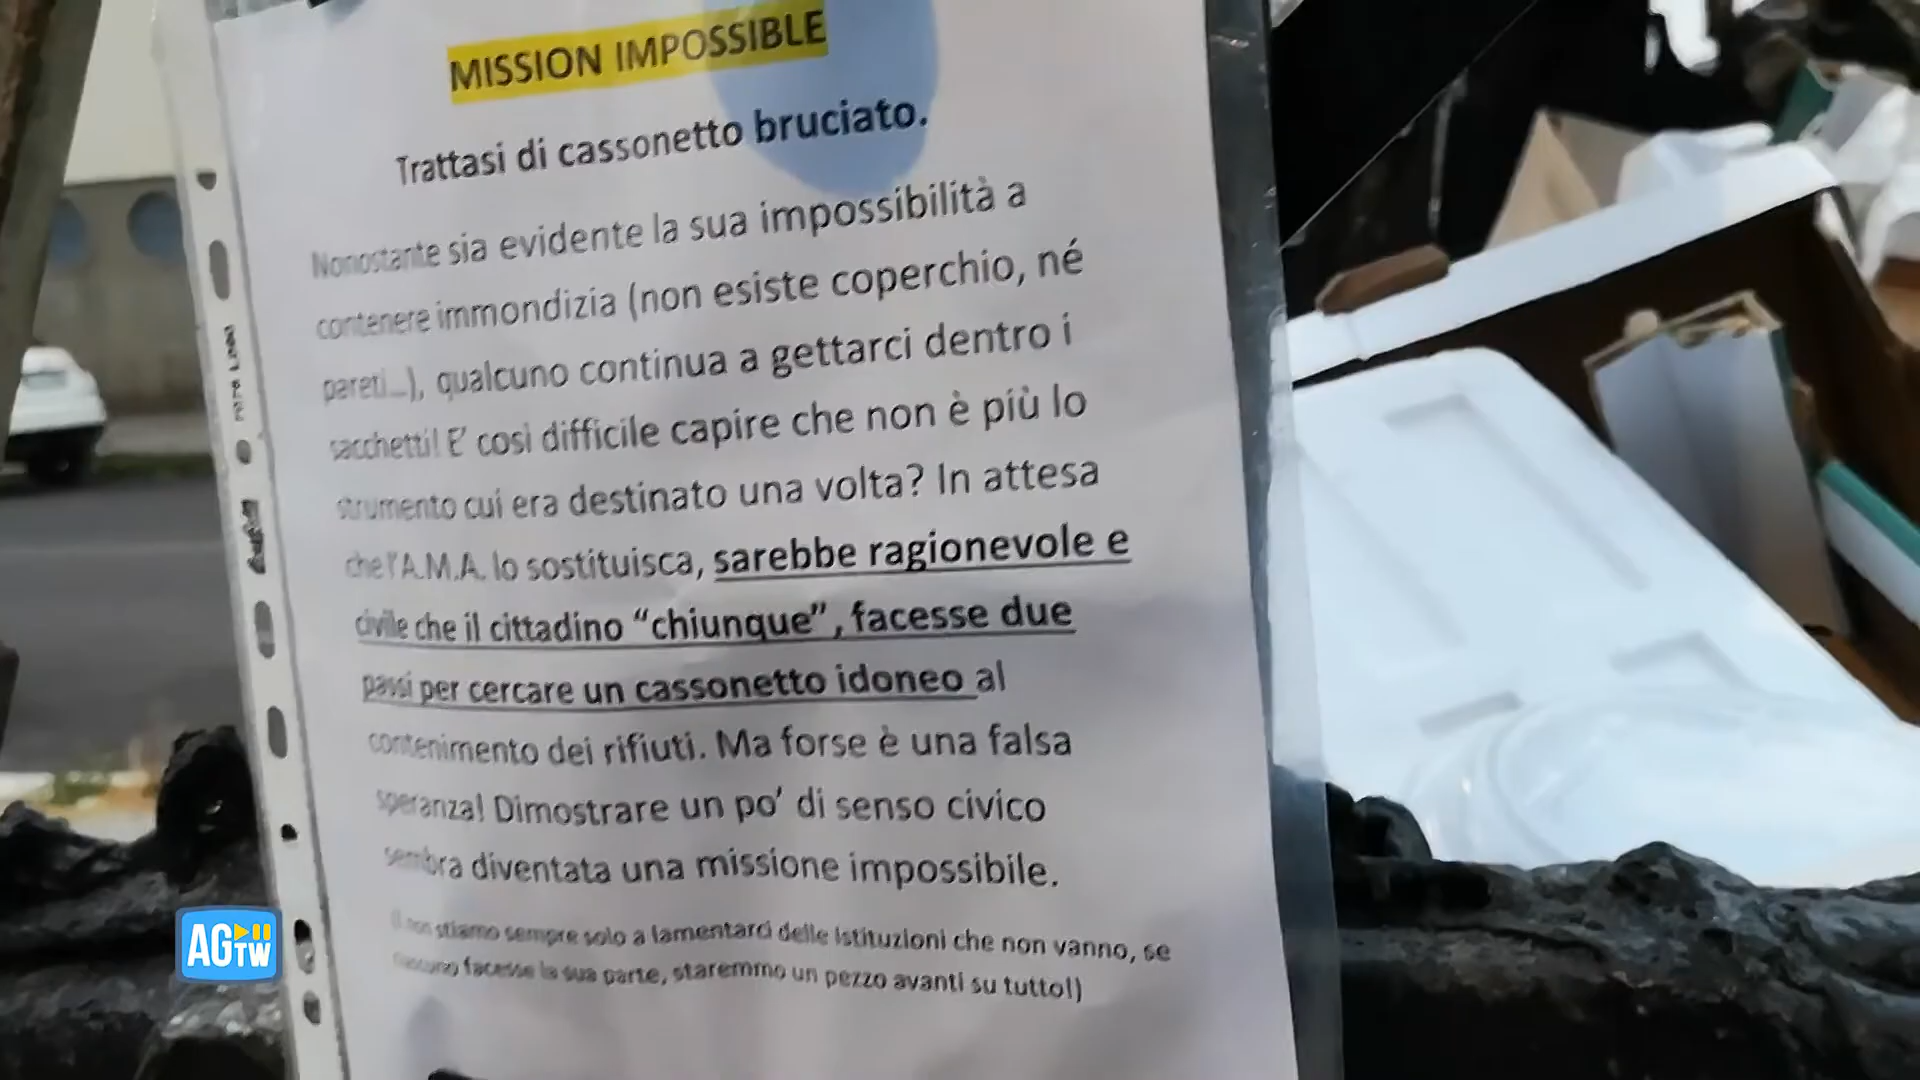 MISSION IMPOSSIBLE
Trattasi di cassonetto bruciato.
Nonostante sia evidente la sua impossibilità a
contenere immondizia (non esiste coperchio, né
pareti...), qualcuno continua a gettarci dentro i
sacchetti! E' così difficile capire che non è più lo
strumento cui era destinato una volta? In attesa
che l'A.M.A. lo sostituisca, sarebbe ragionevole e
civile che il cittadino “chiunque”, facesse due
passi per cercare un cassonetto idoneo al
contenimento dei rifiuti. Ma forse è una falsa
speranza! Dimostrare un po' di senso civico
sembra diventata una missione impossibile.
stiamo sempre solo a lamentarci delle istituzioni che non vanno, se
facesse la sua parte, staremmo un pezzo avanti su tutto!)
AGTW